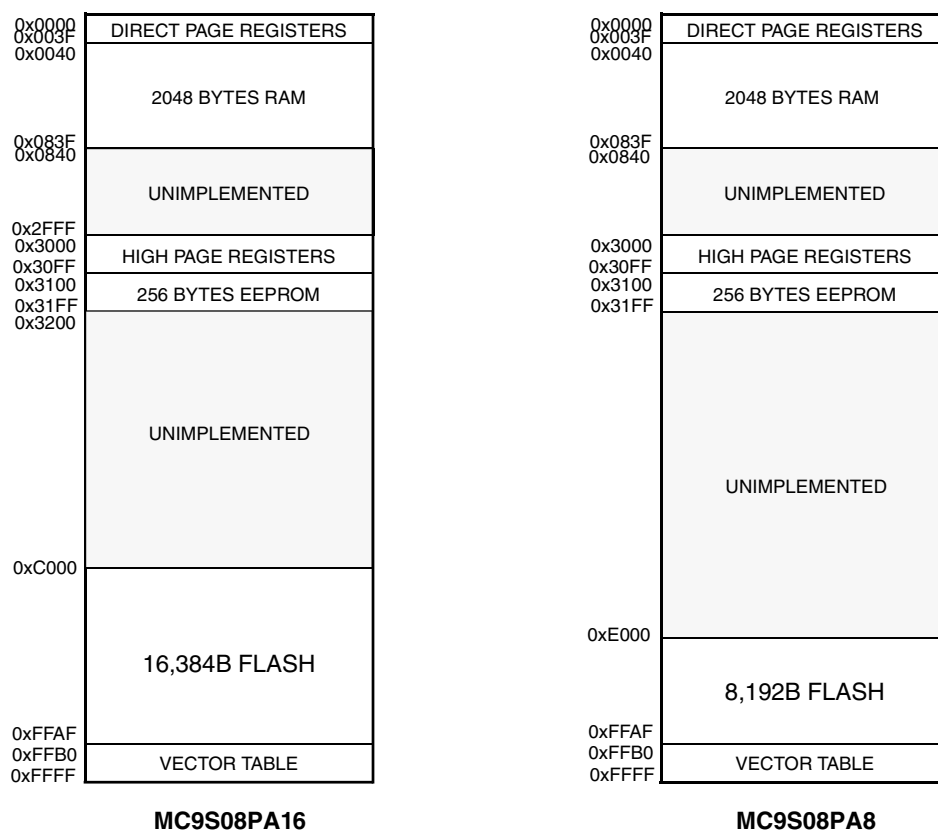 0x0000
DIRECT PAGE REGISTERS
0x003F
0x0040
2048 BYTES RAM
0x083F
0x0840
UNIMPLEMENTED
0x2FFF
0x3000
HIGH PAGE REGISTERS
0x30FF
0x3100
256 BYTES EEPROM
0x31FF
0x3200
UNIMPLEMENTED
0xC000
16,384B FLASH
0xFFAF
0xFFB0
VECTOR TABLE
0xFFFF
MC9S08PA16
0x0000
DIRECT PAGE REGISTERS
0x003F
0x0040
2048 BYTES RAM
0x083F
0x0840
UNIMPLEMENTED
0x3000
HIGH PAGE REGISTERS
0x30FF
0x3100
256 BYTES EEPROM
0x31FF
UNIMPLEMENTED
0xE000
8,192B FLASH
0xFFAF
0xFFB0
VECTOR TABLE
0xFFFF
MC9S08PA8